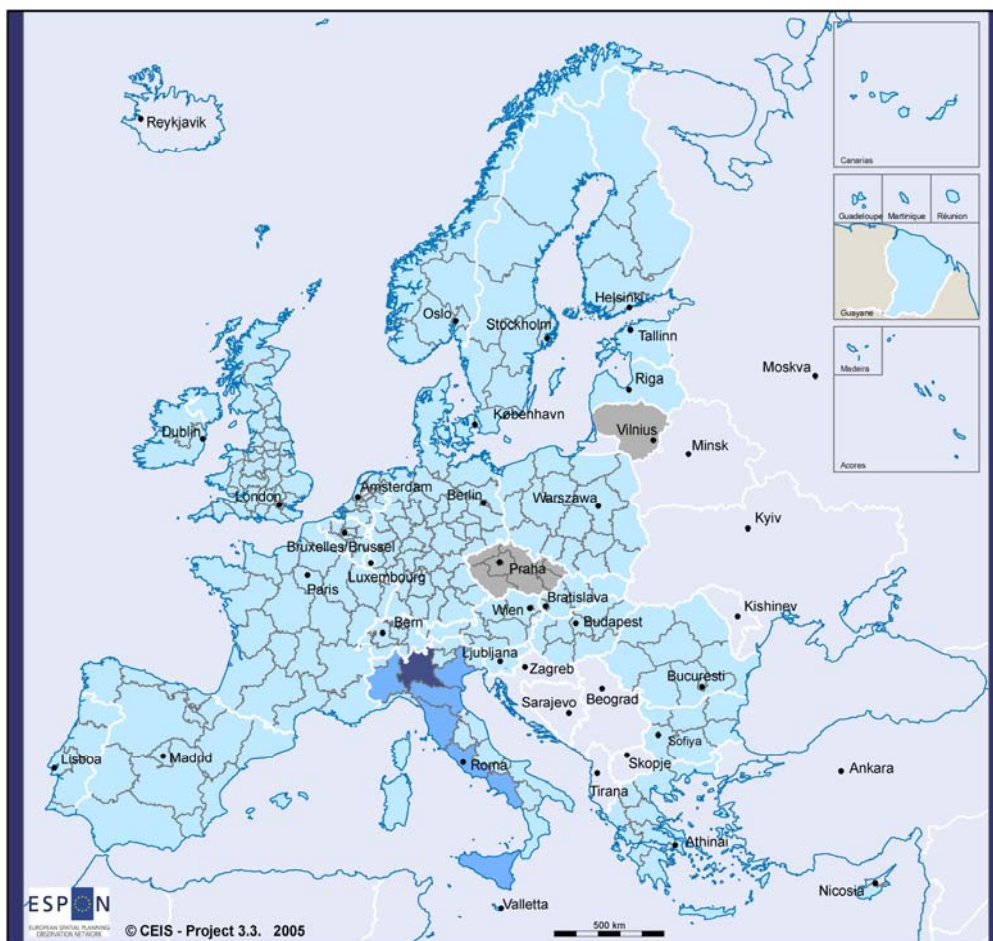 Reykjavik
Canarias
Guadeloupe
Martinique
Réunion
Guayane
Madeira
Acores
Helsinki
Oslo
Stockholm
Tallinn
Riga
Moskva
København
Vilnius
Minsk
Dublin
London
Amsterdam
Berlin
Warszawa
Kyiv
Bruxelles/Brussel
Luxembourg
Paris
Praha
Bratislava
Wien
Budapest
Kishinev
Bern
Ljubljana
Zagreb
Bucuresti
Beograd
Sarajevo
Sofiya
Skopje
Lisboa
Madrid
Roma
Tirana
Ankara
Athinai
Nicosia
Valletta
500 km
ESPON
EUROPEAN SPATIAL PLANNING
OBSERVATION NETWORK
© CEIS - Project 3.3. 2005